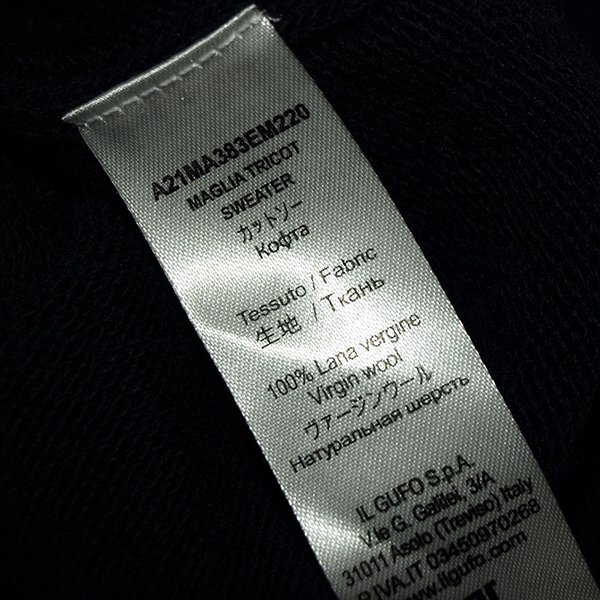 A21MA383EM220
MAGLIA TRICOT
SWEATER
カットソー
Кофта
Tessuto / Fabric
生地 / Ткань
100% Lana vergine
Virgin wool
ヴァージンウール
Натуральная шерсть
IL GUFO S.p.A.
V.le G. Galilei, 3/A
31011 Asolo (Treviso) Italy
P.IVA.IT 03450970268
www.ilgufo.com